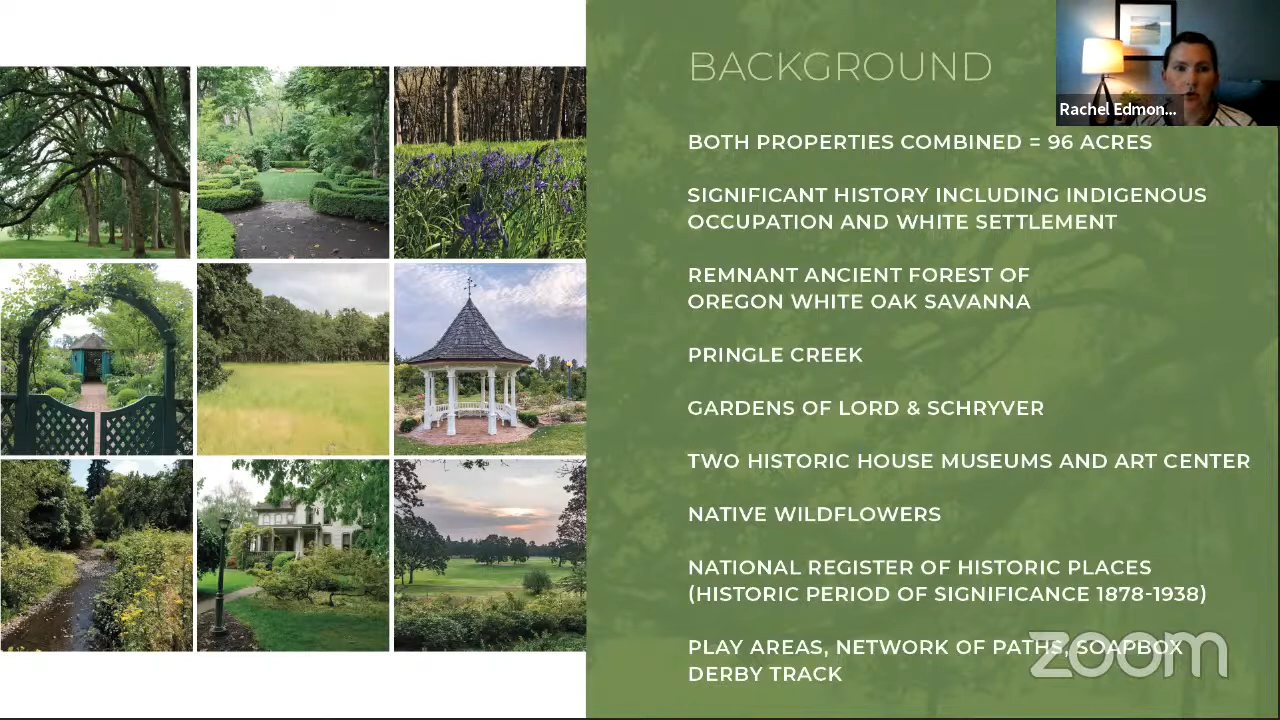 BACKGROUND
Rachel Edmon...
BOTH PROPERTIES COMBINED = 96 ACRES
SIGNIFICANT HISTORY INCLUDING INDIGENOUS
OCCUPATION AND WHITE SETTLEMENT
REMNANT ANCIENT FOREST OF
OREGON WHITE OAK SAVANNA
PRINGLE CREEK
GARDENS OF LORD & SCHRYVER
TWO HISTORIC HOUSE MUSEUMS AND ART CENTER
NATIVE WILDFLOWERS
NATIONAL REGISTER OF HISTORIC PLACES
(HISTORIC PERIOD OF SIGNIFICANCE 1878-1938)
PLAY AREAS, NETWORK OF PATHS, SOAPBOX
DERBY TRACK
zoom